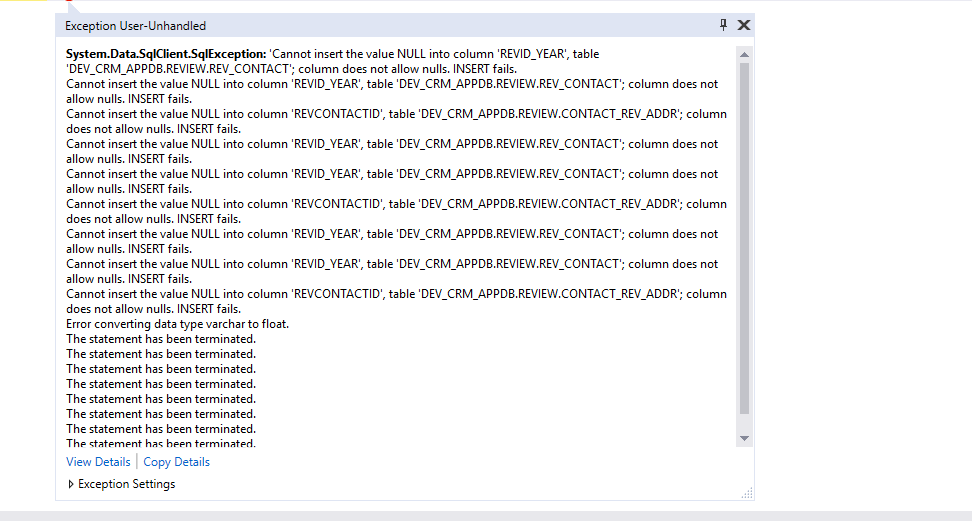 Exception User-Unhandled
System.Data.SqlClient.SqlException: 'Cannot insert the value NULL into column 'REVID_YEAR', table
'DEV_CRM_APPDB.REVIEW.REV_CONTACT'; column does not allow nulls. INSERT fails.
Cannot insert the value NULL into column 'REVID_YEAR', table 'DEV_CRM_APPDB.REVIEW.REV_CONTACT'; column does not
allow nulls. INSERT fails.
Cannot insert the value NULL into column 'REVCONTACTID', table 'DEV_CRM_APPDB.REVIEW.CONTACT_REV_ADDR'; column
does not allow nulls. INSERT fails.
Cannot insert the value NULL into column 'REVID_YEAR', table 'DEV_CRM_APPDB.REVIEW.REV_CONTACT'; column does not
allow nulls. INSERT fails.
Cannot insert the value NULL into column 'REVID_YEAR', table 'DEV_CRM_APPDB.REVIEW.REV_CONTACT'; column does not
allow nulls. INSERT fails.
Cannot insert the value NULL into column 'REVCONTACTID', table 'DEV_CRM_APPDB.REVIEW.CONTACT_REV_ADDR'; column
does not allow nulls. INSERT fails.
Cannot insert the value NULL into column 'REVID_YEAR', table 'DEV_CRM_APPDB.REVIEW.REV_CONTACT'; column does not
allow nulls. INSERT fails.
Cannot insert the value NULL into column 'REVID_YEAR', table 'DEV_CRM_APPDB.REVIEW.REV_CONTACT'; column does not
allow nulls. INSERT fails.
Cannot insert the value NULL into column 'REVCONTACTID', table 'DEV_CRM_APPDB.REVIEW.CONTACT_REV_ADDR'; column
does not allow nulls. INSERT fails.
Error converting data type varchar to float.
The statement has been terminated.
The statement has been terminated.
The statement has been terminated.
The statement has been terminated.
The statement has been terminated.
The statement has been terminated.
The statement has been terminated.
The statement has been terminated.
View Details | Copy Details
Exception Settings